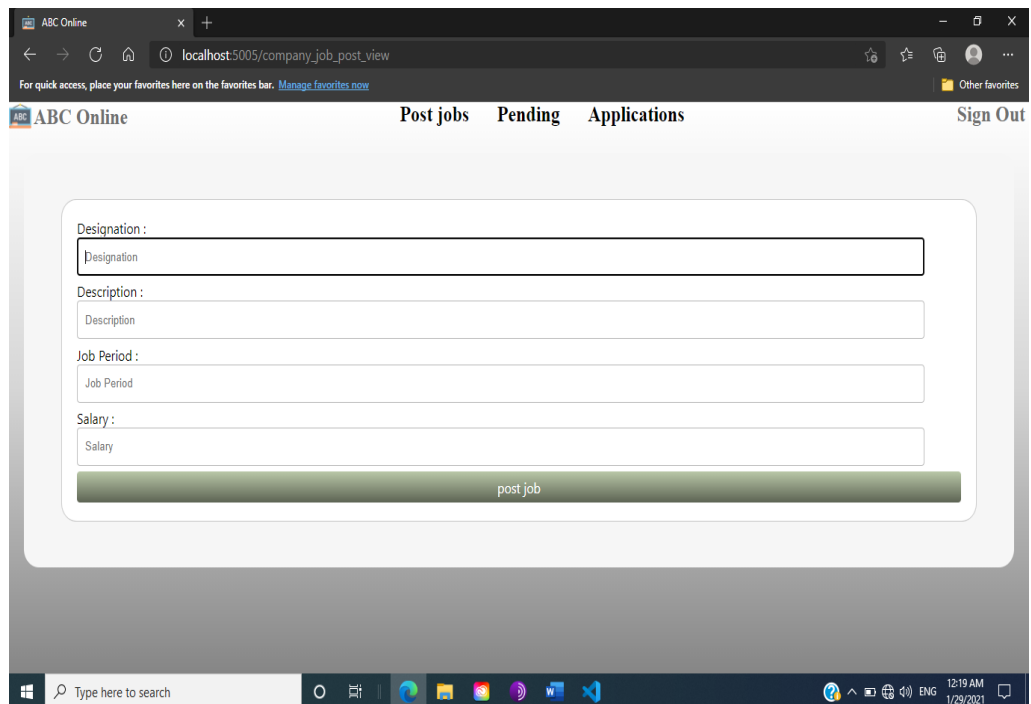 ABC Online
localhost:5005/company_job_post_view
For quick access, place your favorites here on the favorites bar. Manage favorites now
Other favorites
ABC ABC Online Post jobs Pending Applications Sign Out
Designation :
Designation
Description :
Description
Job Period :
Job Period
Salary :
Salary
post job
Type here to search
ENG
12:19 AM
1/29/2021